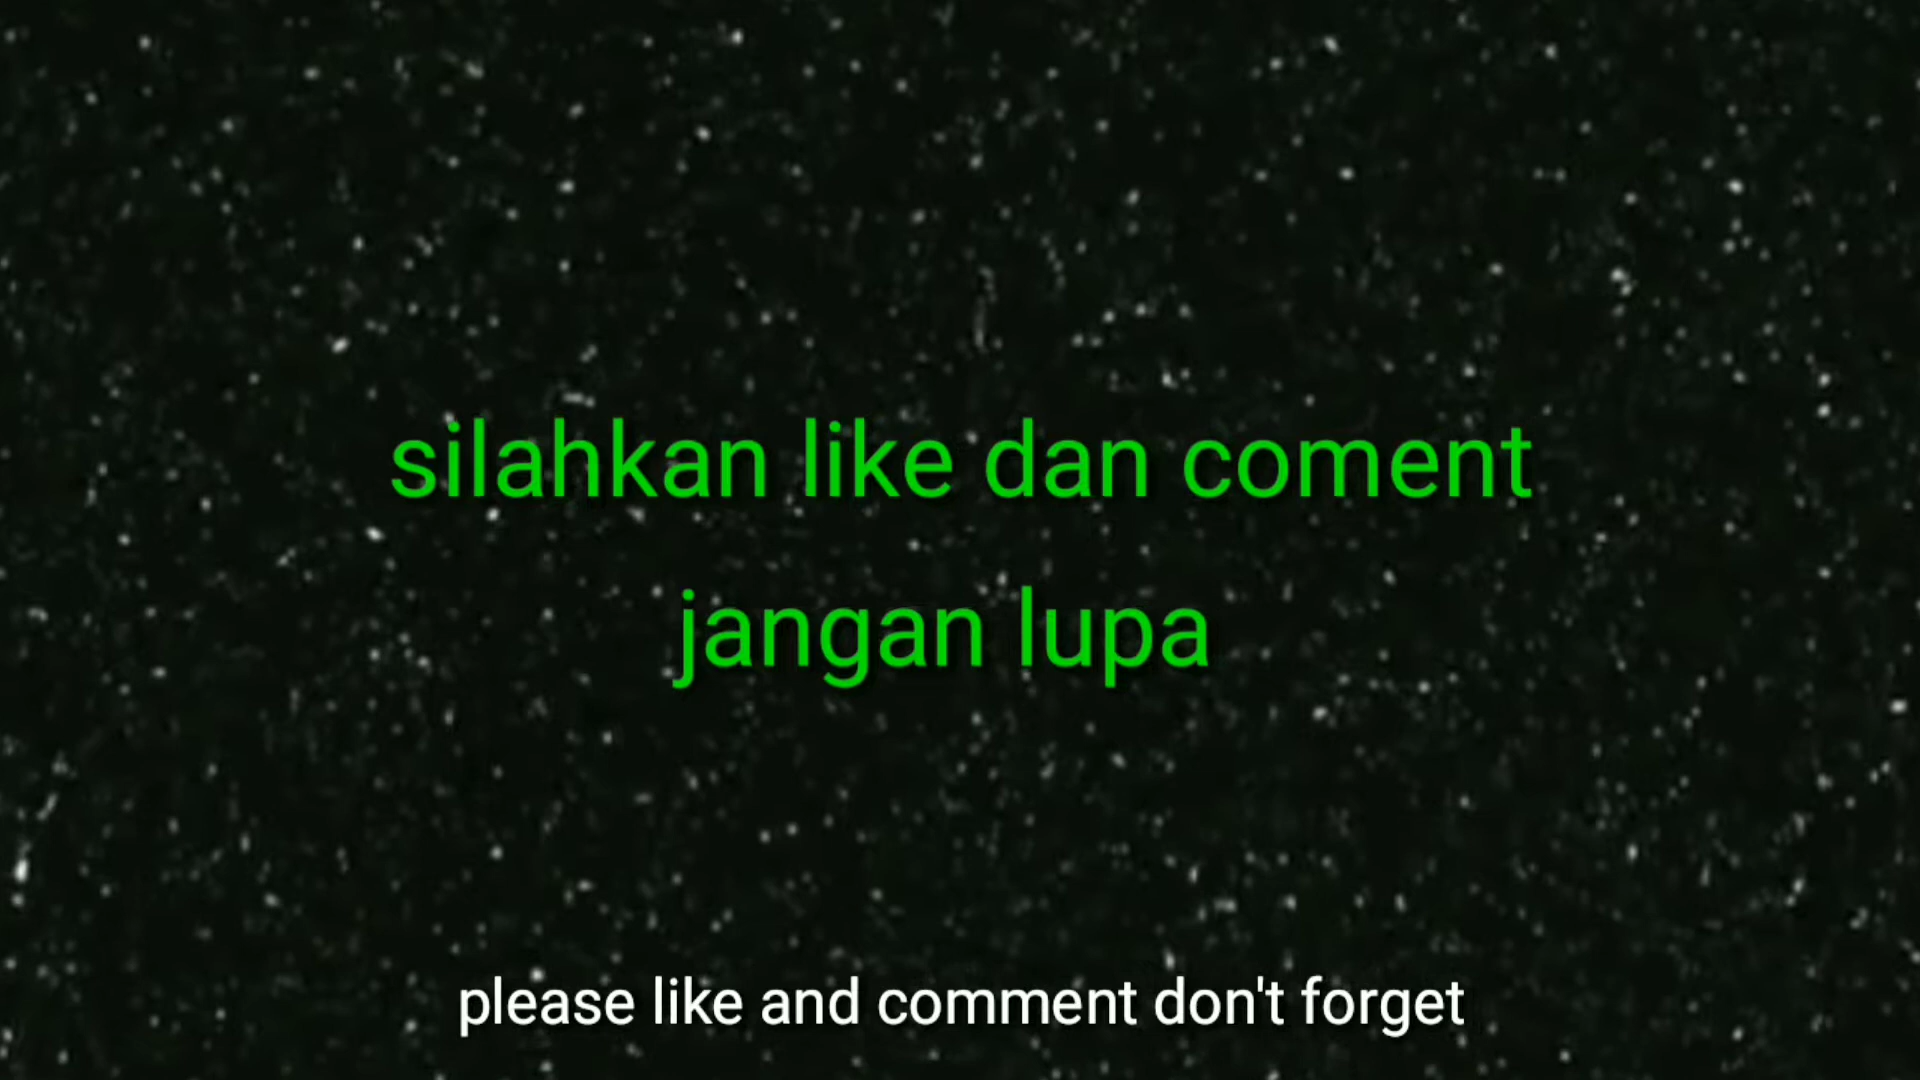 silahkan like dan coment
jangan lupa
please like and comment don't forget